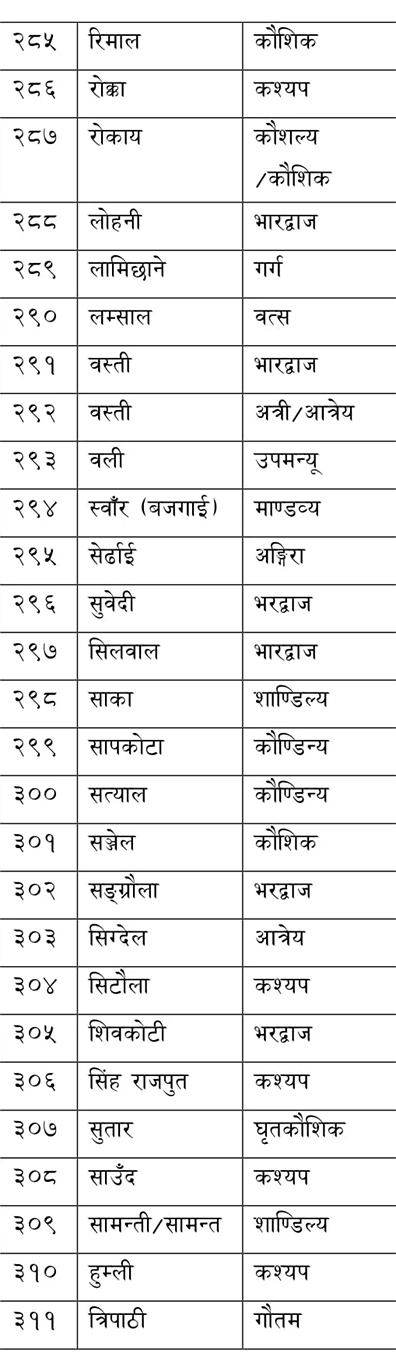 २८५ रिमाल कौशिक
२८६ रोक्का कश्यप
२८७ रोकाय कौशल्य
/कौशिक
२८८ लोहनी भारद्वाज
२८९ लामिछाने गर्ग
२९० लम्साल वत्स
२९१ वस्ती भारद्वाज
२९२ वस्ती अत्री/आत्रेय
२९३ वली उपमन्यू
२९४ स्वाँर (बजगाई) माण्डव्य
२९५ सेर्ढाई अङ्गिरा
२९६ सुवेदी भरद्वाज
२९७ सिलवाल भारद्वाज
२९८ साका शाण्डिल्य
२९९ सापकोटा कौण्डिन्य
३०० सत्याल कौण्डिन्य
३०१ सञ्जेल कौशिक
३०२ सङ्ग्रौला भरद्वाज
३०३ सिग्देल आत्रेय
३०४ सिटौला कश्यप
३०५ शिवकोटी भरद्वाज
३०६ सिंह राजपुत कश्यप
३०७ सुतार घृतकौशिक
३०८ साउँद कश्यप
३०९ सामन्ती/सामन्त शाण्डिल्य
३१० हुम्ली कश्यप
३११ त्रिपाठी गौतम